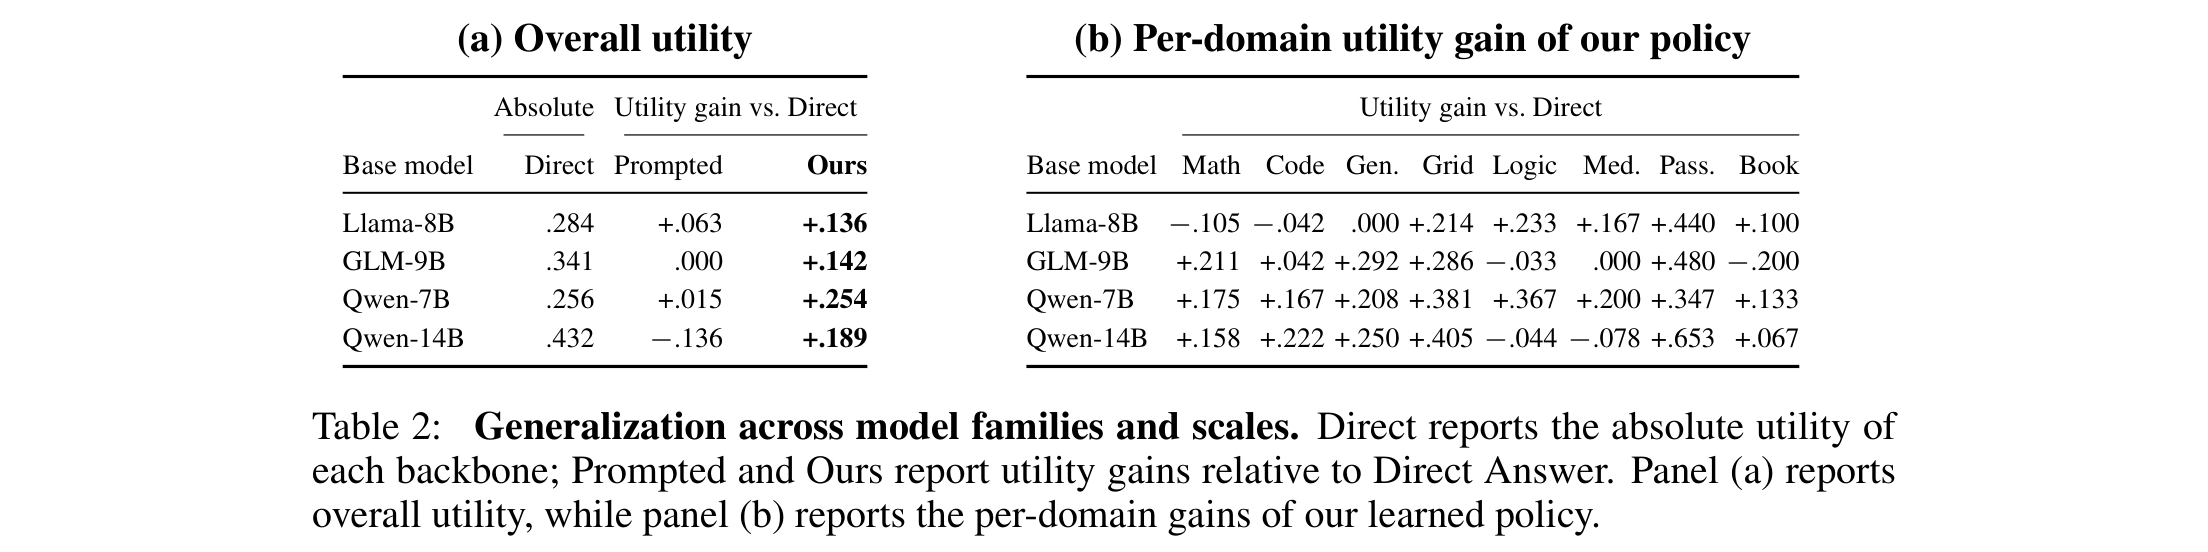 (a) Overall utility
Absolute Utility gain vs. Direct
Base model Direct Prompted Ours
Llama-8B .284 +.063 +.136
GLM-9B .341 .000 +.142
Qwen-7B .256 +.015 +.254
Qwen-14B .432 −.136 +.189
(b) Per-domain utility gain of our policy
Utility gain vs. Direct
Base model Math Code Gen. Grid Logic Med. Pass. Book
Llama-8B −.105 −.042 .000 +.214 +.233 +.167 +.440 +.100
GLM-9B +.211 +.042 +.292 +.286 −.033 .000 +.480 −.200
Qwen-7B +.175 +.167 +.208 +.381 +.367 +.200 +.347 +.133
Qwen-14B +.158 +.222 +.250 +.405 −.044 −.078 +.653 +.067
Table 2: Generalization across model families and scales. Direct reports the absolute utility of
each backbone; Prompted and Ours report utility gains relative to Direct Answer. Panel (a) reports
overall utility, while panel (b) reports the per-domain gains of our learned policy.